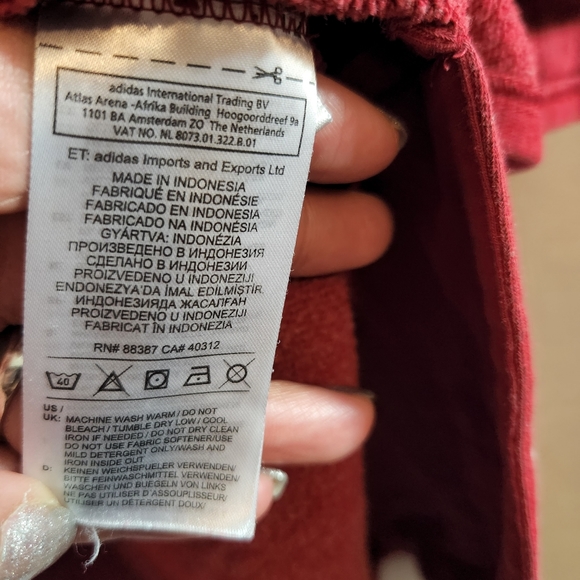 adidas International Trading BV
Atlas Arena -Afrika Building Hoogoorddreef 9a
1101 BA Amsterdam ZO The Netherlands
VAT NO. NL 8073.01.322.B.01
ET: adidas Imports and Exports Ltd
MADE IN INDONESIA
FABRIQUÉ EN INDONÉSIE
FABRICADO EN INDONESIA
FABRICADO NA INDONÉSIA
GYÁRTVA: INDONÉZIA
ПРОИЗВЕДЕНО В ИНДОНЕЗИЯ
СДЕЛАНО В ИНДОНЕЗИИ
PROIZVEDENO U INDONEZIJI
ENDONEZYA'DA İMAL EDİLMİŞTİR.
ИНДОНЕЗИЯДА ЖАСАЛҒАН
PROIZVEDENO U INDONEZIJI
FABRICAT ÎN INDONEZIA
RN# 88387 CA# 40312
40
US /
UK: MACHINE WASH WARM / DO NOT
BLEACH / TUMBLE DRY LOW / COOL
IRON IF NEEDED / DO NOT DRY CLEAN
DO NOT USE FABRIC SOFTENER/USE
MILD DETERGENT ONLY/WASH AND
IRON INSIDE OUT
D: KEINEN WEICHSPUELER VERWENDEN/
BITTE FEINWASCHMITTEL VERWENDEN/
WASCHEN UND BUEGELN VON LINKS
NE PAS UTILISER D'ASSOUPLISSEUR/
UTILISER UN DETERGENT DOUX/